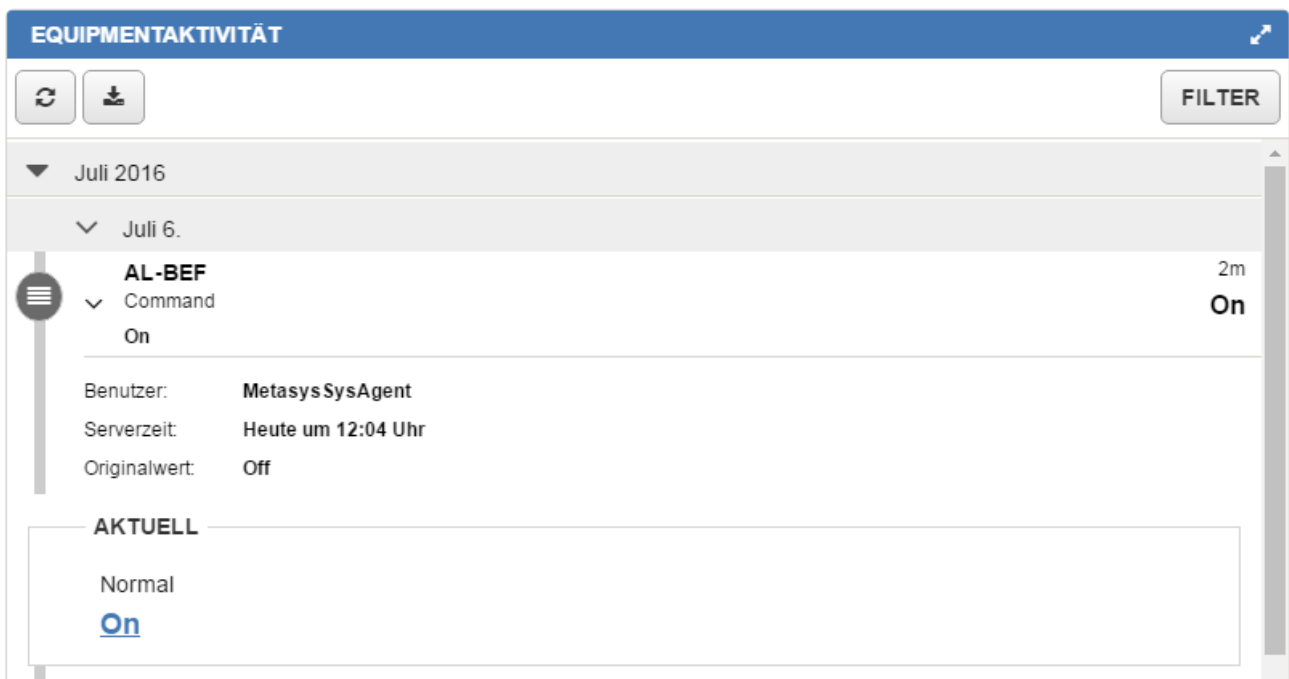 EQUIPMENTAKTIVITÄT
FILTER
Juli 2016
Juli 6.
AL-BEF
2m
Command
On
On
Benutzer: MetasysSysAgent
Serverzeit: Heute um 12:04 Uhr
Originalwert: Off
AKTUELL
Normal
On